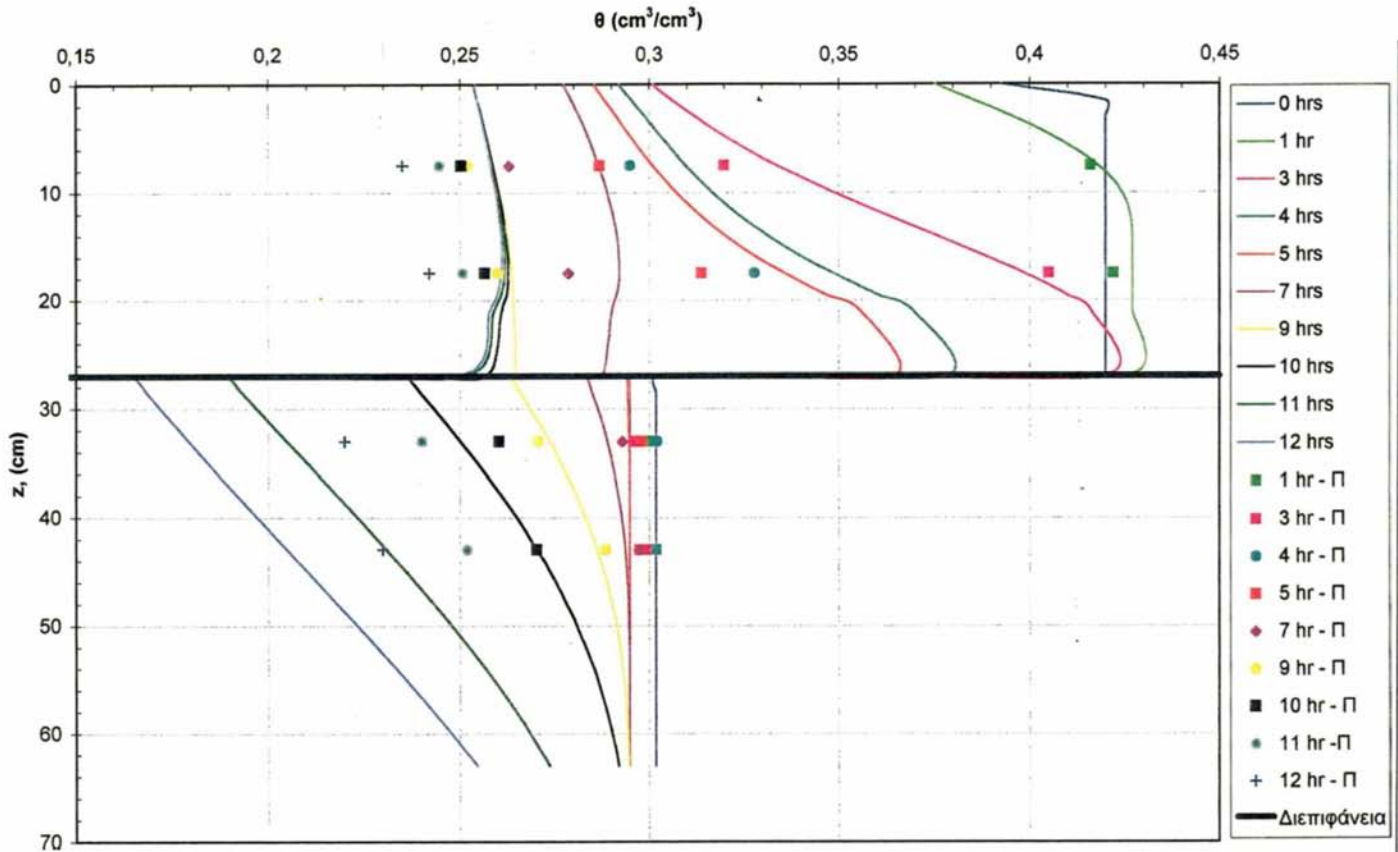 θ (cm³/cm³)
0,15 0,2 0,25 0,3 0,35 0,4 0,45
0
10
20
30
40
50
60
70
z, (cm)
0 hrs
1 hr
3 hrs
4 hrs
5 hrs
7 hrs
9 hrs
10 hrs
11 hrs
12 hrs
1 hr - Π
3 hr - Π
4 hr - Π
5 hr - Π
7 hr - Π
9 hr - Π
10 hr - Π
11 hr -Π
12 hr - Π
Διεπιφάνεια